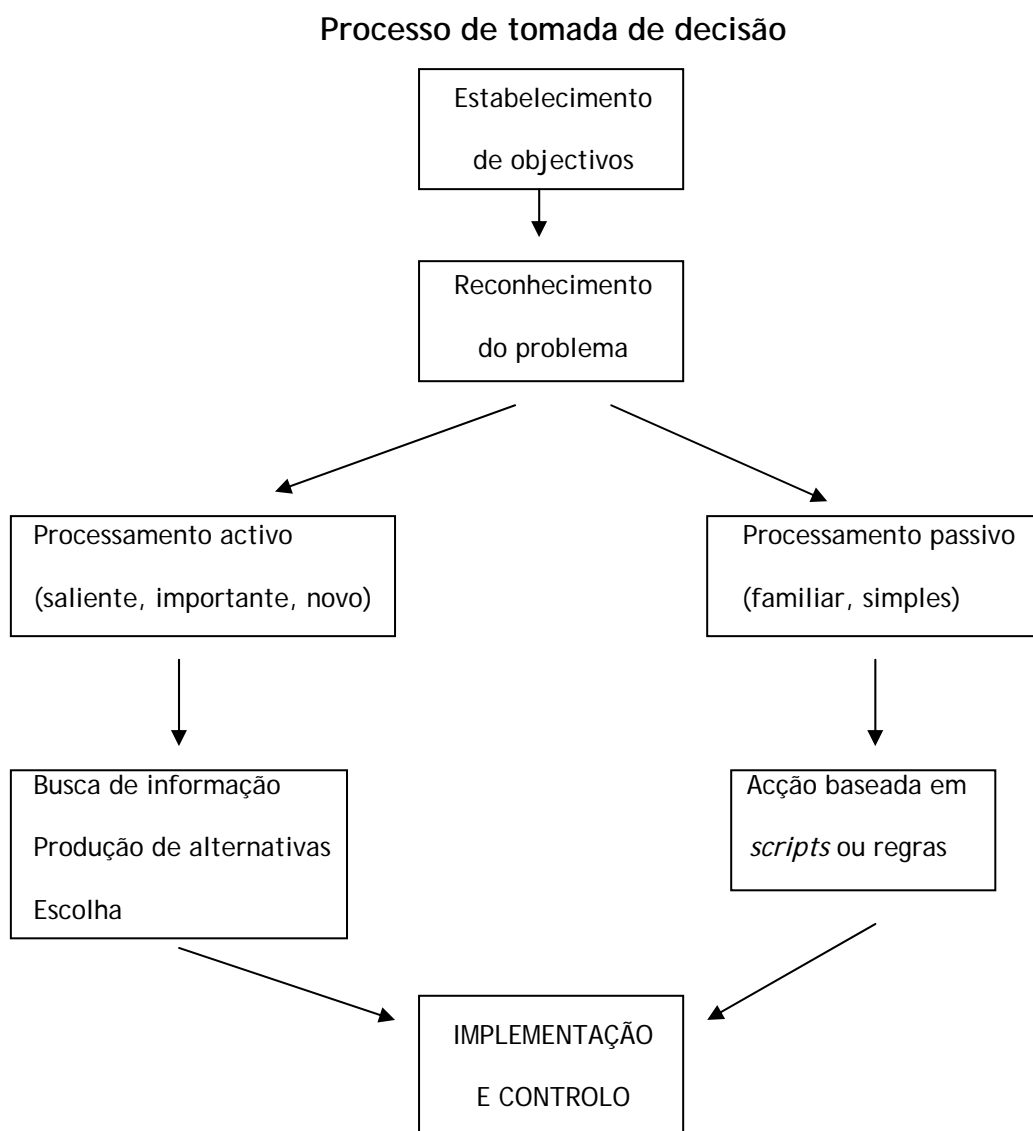 Processo de tomada de decisão
Estabelecimento
de objectivos
Reconhecimento
do problema
Processamento activo
(saliente, importante, novo)
Processamento passivo
(familiar, simples)
Busca de informação
Produção de alternativas
Escolha
Acção baseada em
scripts ou regras
IMPLEMENTAÇÃO
E CONTROLO